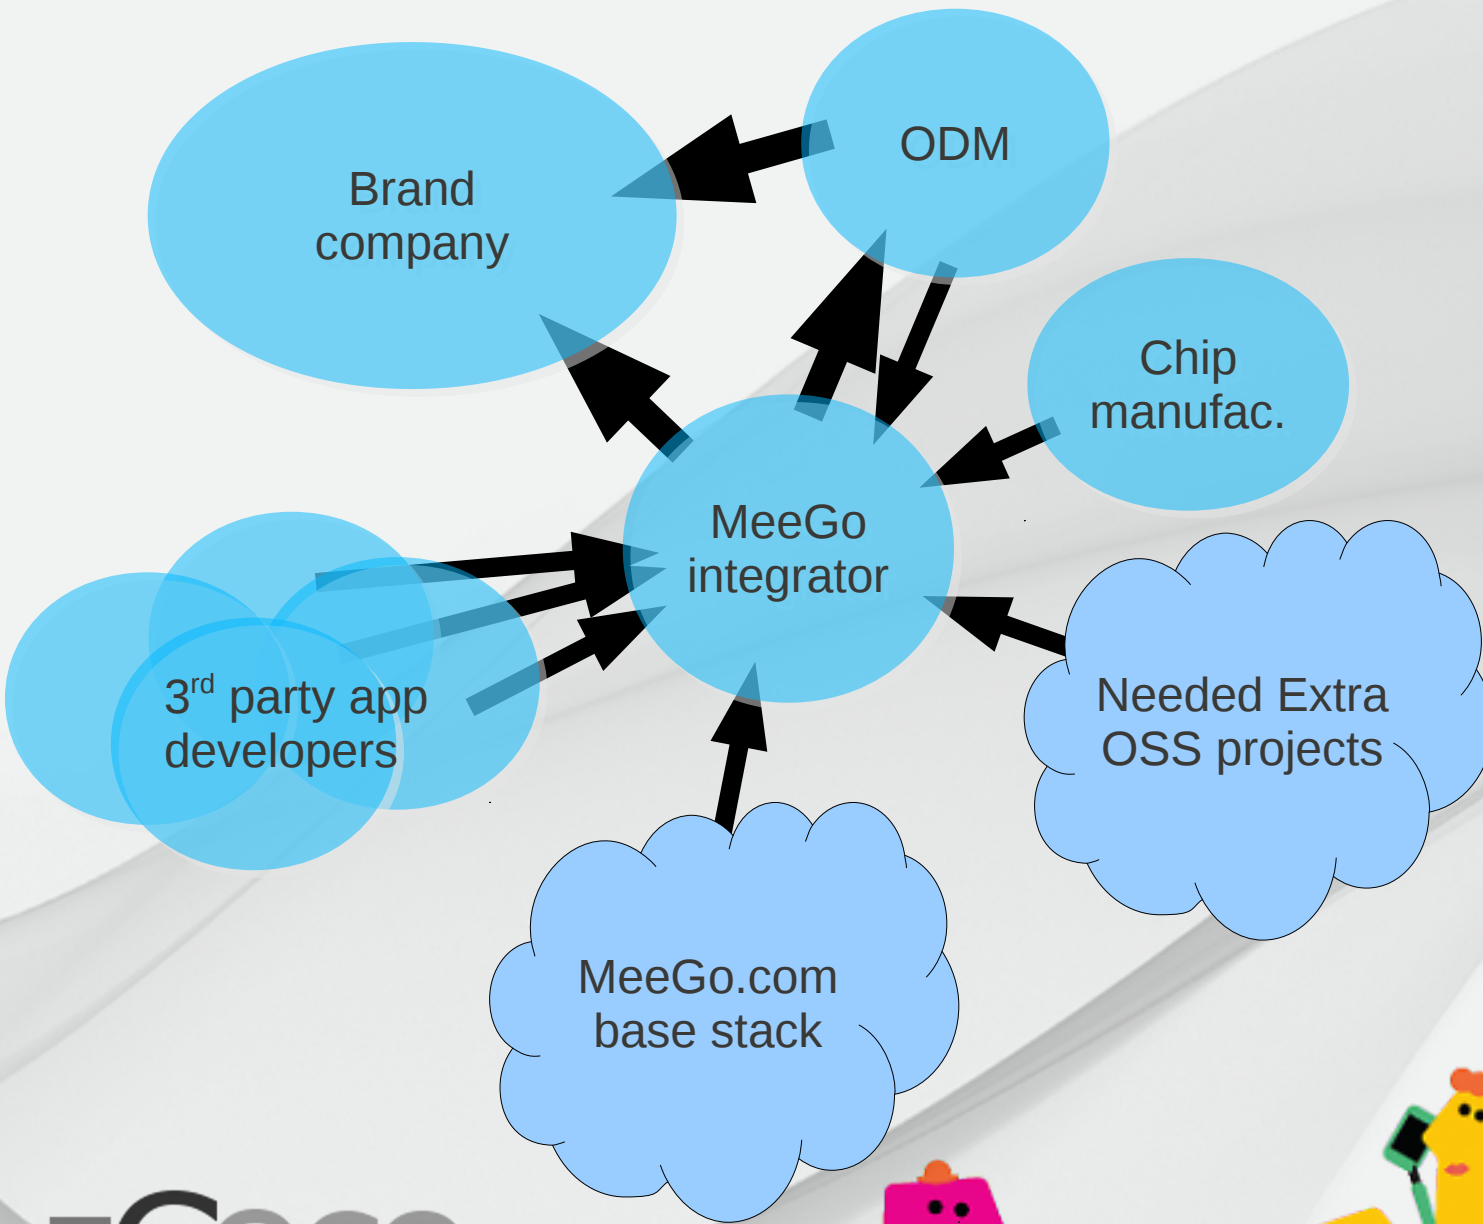 ODM
Brand
company
Chip
manufac.
MeeGo
integrator
3rd party app
developers
Needed Extra
OSS projects
MeeGo.com
base stack